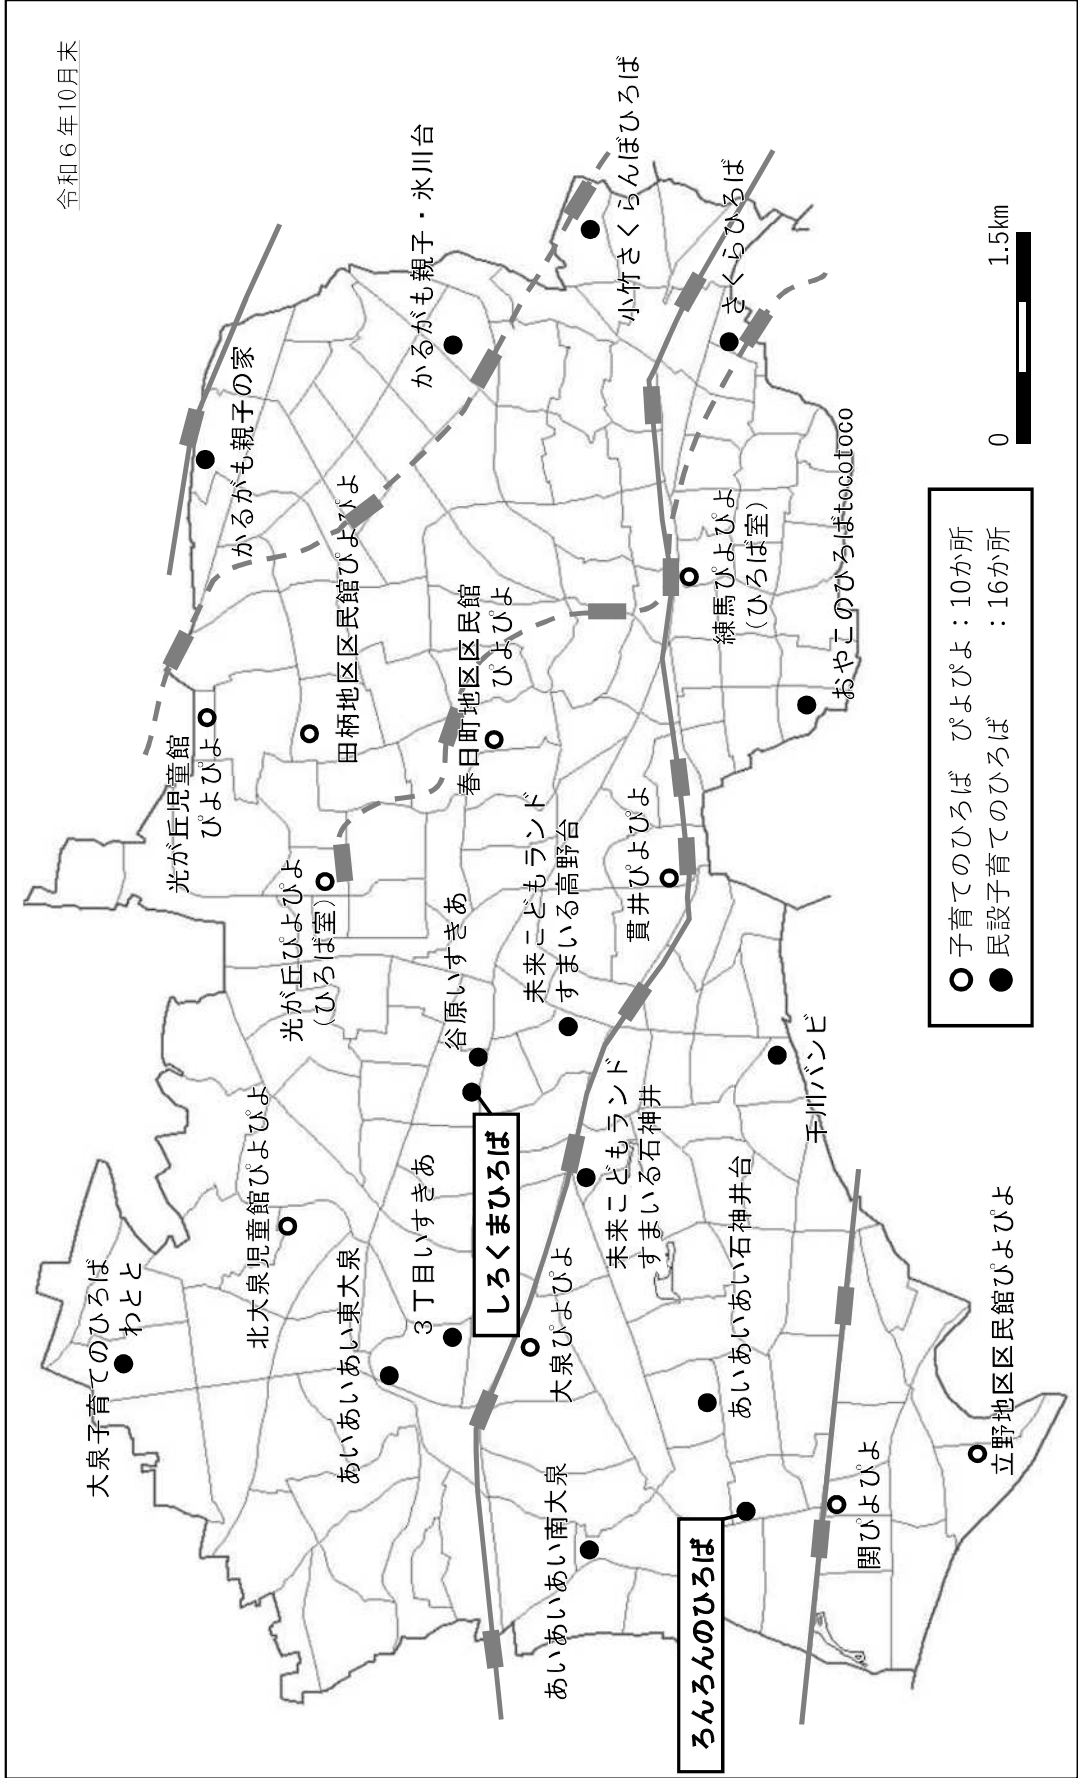 令和６年10月末
大泉子育てのひろば
わとと
光が丘児童館
ぴよぴよ
かるがも親子の家
北大泉児童館ぴよぴよ
光が丘ぴよぴよ
（ひろば室）
田柄地区区民館ぴよぴよ
あいあいあい東大泉
かるがも親子・氷川台
３丁目いすきあ
谷原いすきあ
春日町地区区民館
ぴよぴよ
しろくまひろば
未来こどもランド
すまいる高野台
あいあいあい南大泉
大泉ぴよぴよ
未来こどもランド
すまいる石神井
貫井ぴよぴよ
小竹さくらんぼひろば
ろんろんのひろば
あいあいあい石神井台
練馬ぴよぴよ
（ひろば室）
さくらひろば
千川バンビ
おやこのひろばtocotoco
関ぴよぴよ
立野地区区民館ぴよぴよ
子育てのひろば　ぴよぴよ：10か所
民設子育てのひろば　　　：16か所
0　1.5km